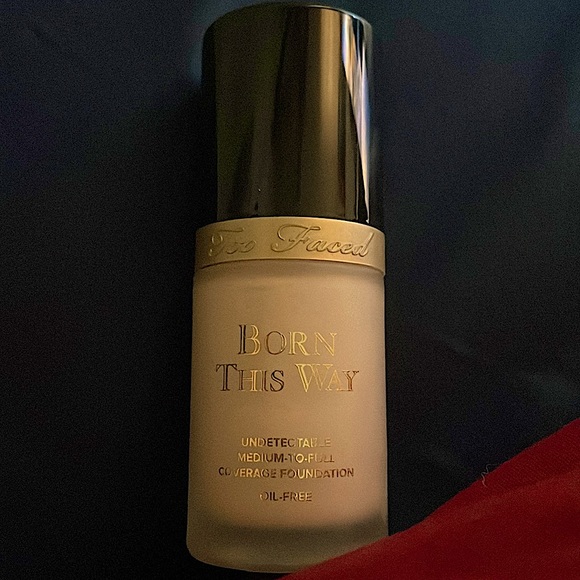 Too Faced
BORN
THIS WAY
UNDETECTABLE
MEDIUM-TO-FULL
COVERAGE FOUNDATION
OIL-FREE